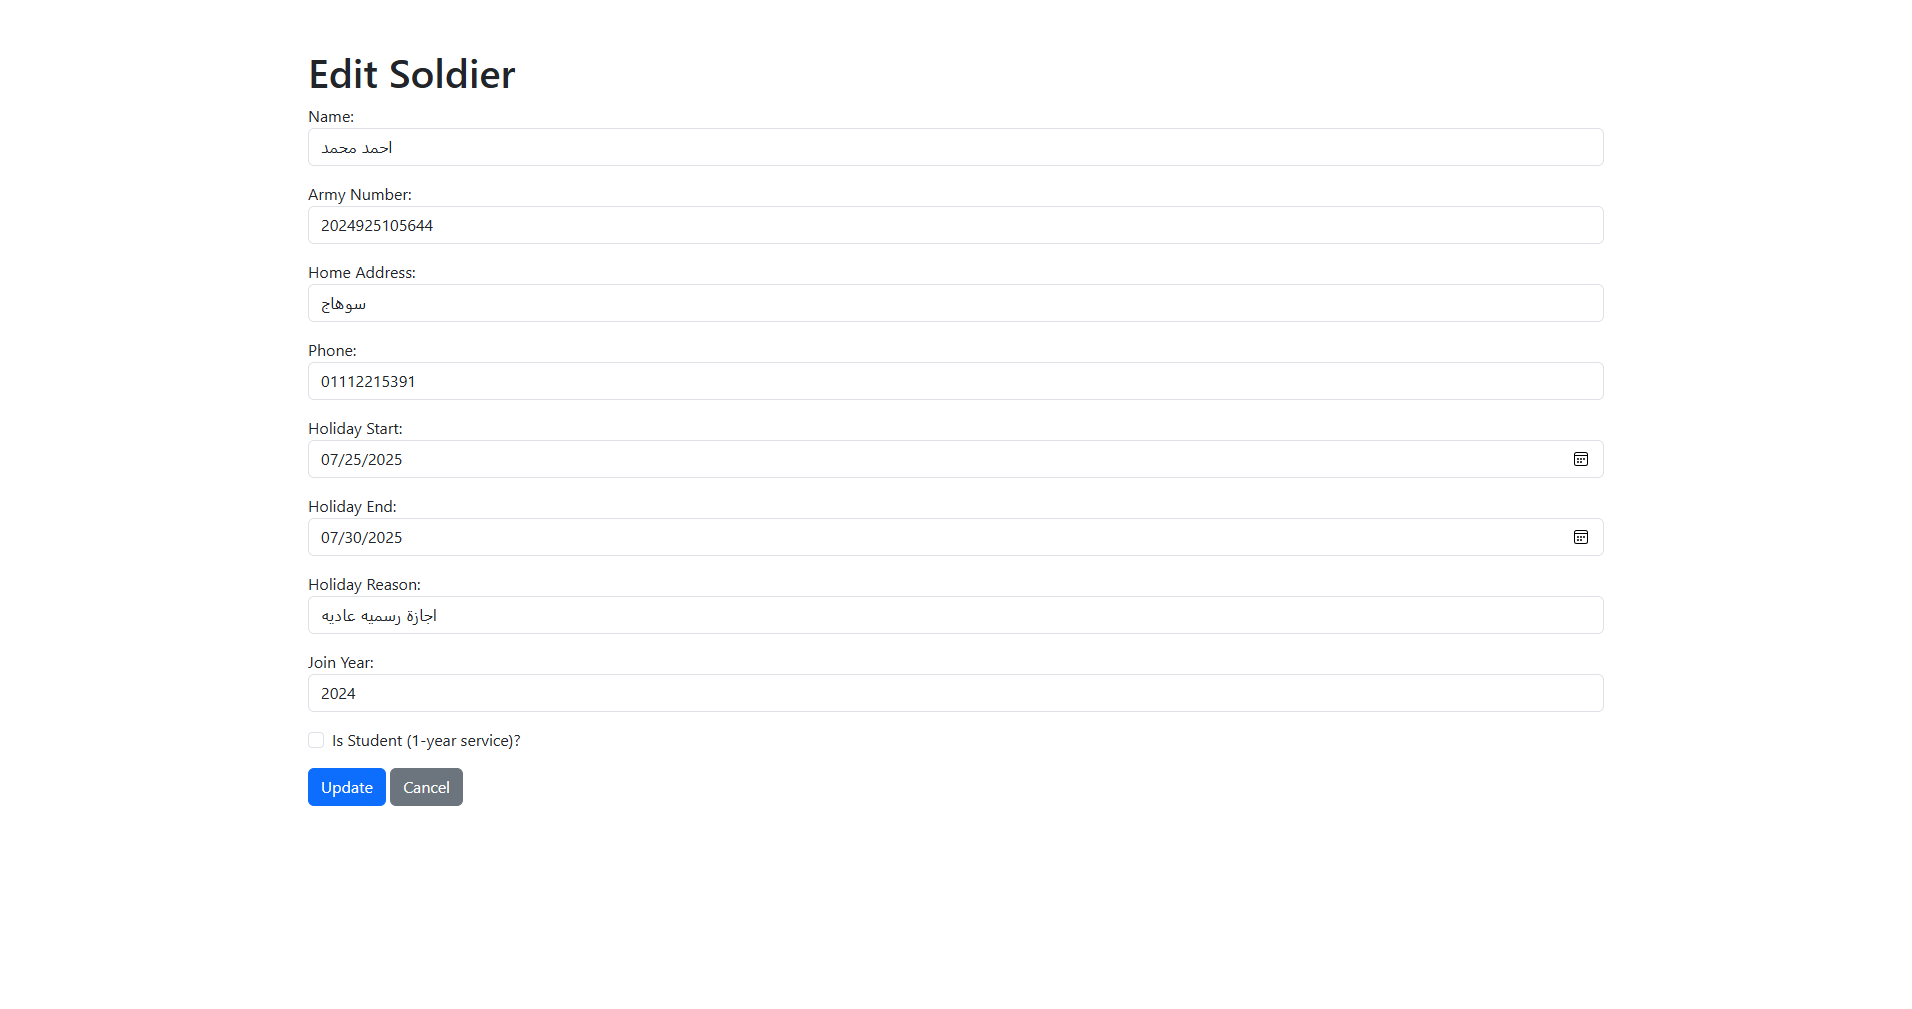 Edit Soldier
Name:
احمد محمد
Army Number:
2024925105644
Home Address:
سوهاج
Phone:
01112215391
Holiday Start:
07/25/2025
Holiday End:
07/30/2025
Holiday Reason:
اجازة رسميه عاديه
Join Year:
2024
Is Student (1-year service)?
Update Cancel